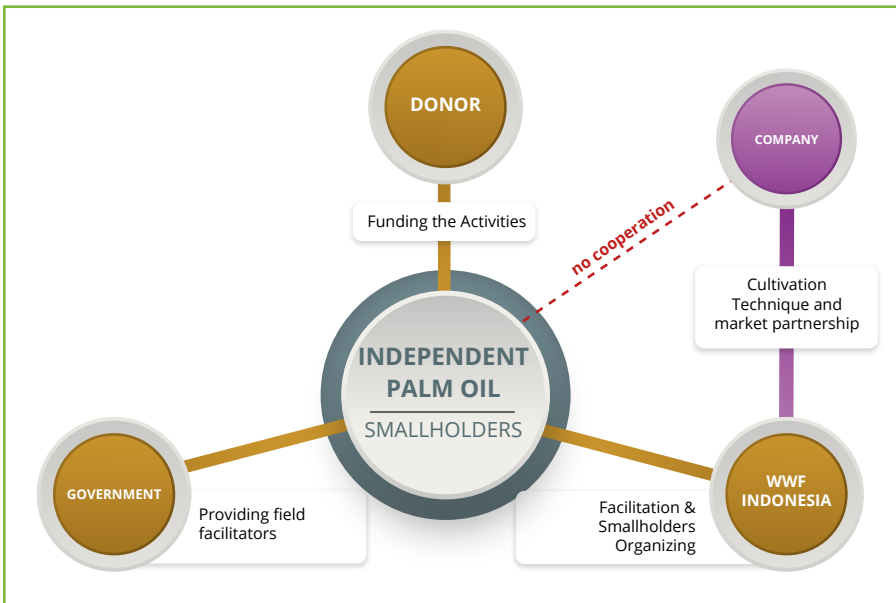 DONOR
COMPANY
Funding the Activities
no cooperation
Cultivation
Technique and
market partnership
INDEPENDENT
PALM OIL
SMALLHOLDERS
GOVERNMENT
Providing field
facilitators
Facilitation &
Smallholders
Organizing
WWF
INDONESIA